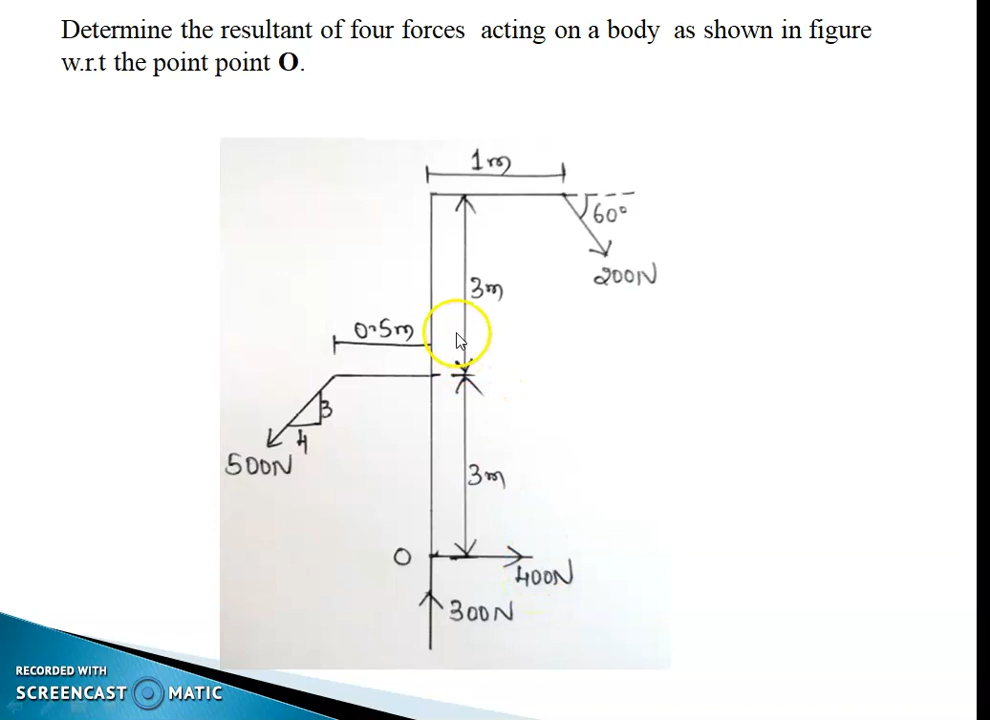 Determine the resultant of four forces acting on a body as shown in figure
w.r.t the point point O.
1m
60°
200N
3m
0.5m
3
4
500N
3m
O
400N
300N
RECORDED WITH
SCREENCAST MATIC